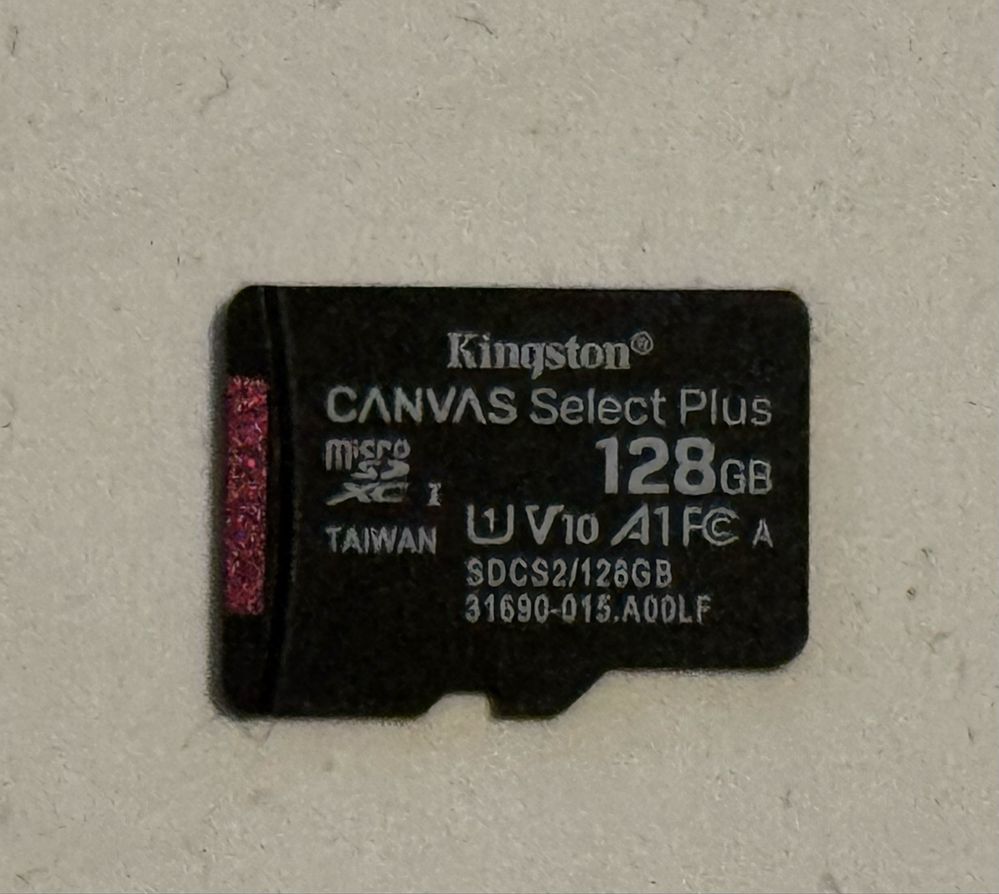 Kingston®
CANVAS Select Plus
micro SD XC I
128GB
TAIWAN
U1 V10 A1 FC A
SDCS2/128GB
31690-015.A00LF